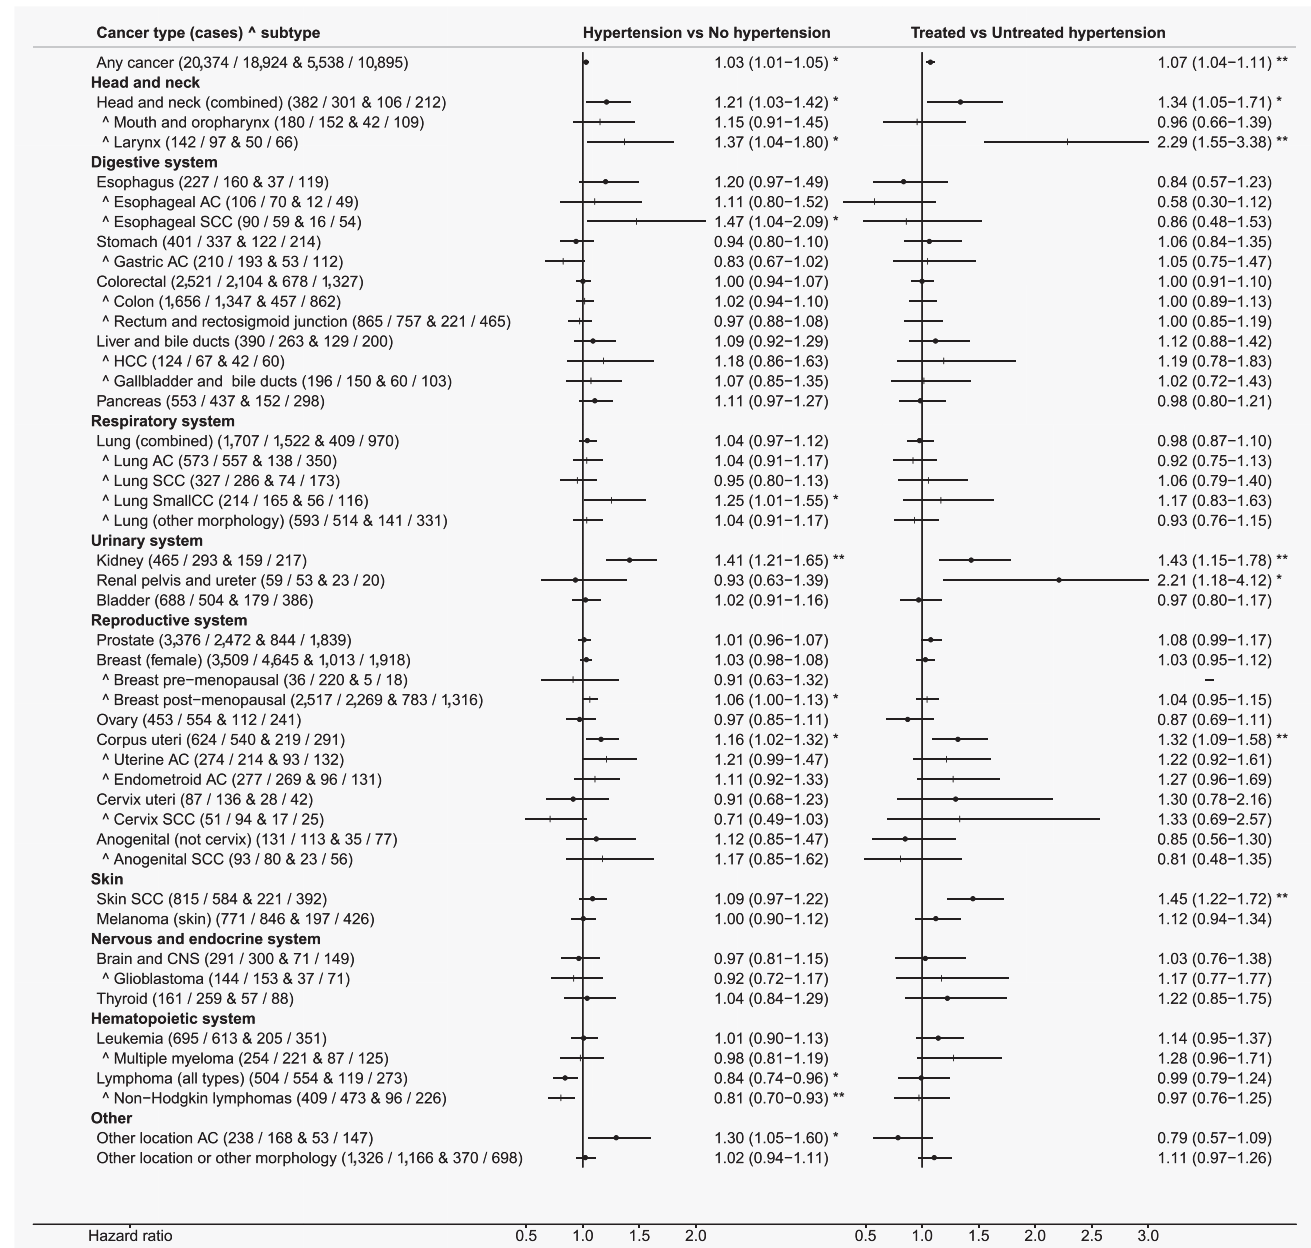 Cancer type (cases) ^ subtype Hypertension vs No hypertension Treated vs Untreated hypertension
Any cancer (20,374 / 18,924 & 5,538 / 10,895) 1.03 (1.01−1.05) * 1.07 (1.04−1.11) **
Head and neck
Head and neck (combined) (382 / 301 & 106 / 212) 1.21 (1.03−1.42) * 1.34 (1.05−1.71) *
^ Mouth and oropharynx (180 / 152 & 42 / 109) 1.15 (0.91−1.45) 0.96 (0.66−1.39)
^ Larynx (142 / 97 & 50 / 66) 1.37 (1.04−1.80) * 2.29 (1.55−3.38) **
Digestive system
Esophagus (227 / 160 & 37 / 119) 1.20 (0.97−1.49) 0.84 (0.57−1.23)
^ Esophageal AC (106 / 70 & 12 / 49) 1.11 (0.80−1.52) 0.58 (0.30−1.12)
^ Esophageal SCC (90 / 59 & 16 / 54) 1.47 (1.04−2.09) * 0.86 (0.48−1.53)
Stomach (401 / 337 & 122 / 214) 0.94 (0.80−1.10) 1.06 (0.84−1.35)
^ Gastric AC (210 / 193 & 53 / 112) 0.83 (0.67−1.02) 1.05 (0.75−1.47)
Colorectal (2,521 / 2,104 & 678 / 1,327) 1.00 (0.94−1.07) 1.00 (0.91−1.10)
^ Colon (1,656 / 1,347 & 457 / 862) 1.02 (0.94−1.10) 1.00 (0.89−1.13)
^ Rectum and rectosigmoid junction (865 / 757 & 221 / 465) 0.97 (0.88−1.08) 1.00 (0.85−1.19)
Liver and bile ducts (390 / 263 & 129 / 200) 1.09 (0.92−1.29) 1.12 (0.88−1.42)
^ HCC (124 / 67 & 42 / 60) 1.18 (0.86−1.63) 1.19 (0.78−1.83)
^ Gallbladder and bile ducts (196 / 150 & 60 / 103) 1.07 (0.85−1.35) 1.02 (0.72−1.43)
Pancreas (553 / 437 & 152 / 298) 1.11 (0.97−1.27) 0.98 (0.80−1.21)
Respiratory system
Lung (combined) (1,707 / 1,522 & 409 / 970) 1.04 (0.97−1.12) 0.98 (0.87−1.10)
^ Lung AC (573 / 557 & 138 / 350) 1.04 (0.91−1.17) 0.92 (0.75−1.13)
^ Lung SCC (327 / 286 & 74 / 173) 0.95 (0.80−1.13) 1.06 (0.79−1.40)
^ Lung SmallCC (214 / 165 & 56 / 116) 1.25 (1.01−1.55) * 1.17 (0.83−1.63)
^ Lung (other morphology) (593 / 514 & 141 / 331) 1.04 (0.91−1.17) 0.93 (0.76−1.15)
Urinary system
Kidney (465 / 293 & 159 / 217) 1.41 (1.21−1.65) ** 1.43 (1.15−1.78) **
Renal pelvis and ureter (59 / 53 & 23 / 20) 0.93 (0.63−1.39) 2.21 (1.18-4.12) *
Bladder (688 / 504 & 179 / 386) 1.02 (0.91−1.16) 0.97 (0.80−1.17)
Reproductive system
Prostate (3,376 / 2,472 & 844 / 1,839) 1.01 (0.96−1.07) 1.08 (0.99−1.17)
Breast (female) (3,509 / 4,645 & 1,013 / 1,918) 1.03 (0.98−1.08) 1.03 (0.95−1.12)
^ Breast pre−menopausal (36 / 220 & 5 / 18) 0.91 (0.63−1.32) −
^ Breast post−menopausal (2,517 / 2,269 & 783 / 1,316) 1.06 (1.00−1.13) * 1.04 (0.95−1.15)
Ovary (453 / 554 & 112 / 241) 0.97 (0.85−1.11) 0.87 (0.69−1.11)
Corpus uteri (624 / 540 & 219 / 291) 1.16 (1.02−1.32) * 1.32 (1.09−1.58) **
^ Uterine AC (274 / 214 & 93 / 132) 1.21 (0.99−1.47) 1.22 (0.92−1.61)
^ Endometroid AC (277 / 269 & 96 / 131) 1.11 (0.92−1.33) 1.27 (0.96−1.69)
Cervix uteri (87 / 136 & 28 / 42) 0.91 (0.68−1.23) 1.30 (0.78−2.16)
^ Cervix SCC (51 / 94 & 17 / 25) 0.71 (0.49−1.03) 1.33 (0.69−2.57)
Anogenital (not cervix) (131 / 113 & 35 / 77) 1.12 (0.85−1.47) 0.85 (0.56−1.30)
^ Anogenital SCC (93 / 80 & 23 / 56) 1.17 (0.85−1.62) 0.81 (0.48−1.35)
Skin
Skin SCC (815 / 584 & 221 / 392) 1.09 (0.97−1.22) 1.45 (1.22−1.72) **
Melanoma (skin) (771 / 846 & 197 / 426) 1.00 (0.90−1.12) 1.12 (0.94−1.34)
Nervous and endocrine system
Brain and CNS (291 / 300 & 71 / 149) 0.97 (0.81−1.15) 1.03 (0.76−1.38)
^ Glioblastoma (144 / 153 & 37 / 71) 0.92 (0.72−1.17) 1.17 (0.77−1.77)
Thyroid (161 / 259 & 57 / 88) 1.04 (0.84−1.29) 1.22 (0.85−1.75)
Hematopoietic system
Leukemia (695 / 613 & 205 / 351) 1.01 (0.90−1.13) 1.14 (0.95−1.37)
^ Multiple myeloma (254 / 221 & 87 / 125) 0.98 (0.81−1.19) 1.28 (0.96−1.71)
Lymphoma (all types) (504 / 554 & 119 / 273) 0.84 (0.74−0.96) * 0.99 (0.79−1.24)
^ Non−Hodgkin lymphomas (409 / 473 & 96 / 226) 0.81 (0.70−0.93) ** 0.97 (0.76−1.25)
Other
Other location AC (238 / 168 & 53 / 147) 1.30 (1.05−1.60) * 0.79 (0.57−1.09)
Other location or other morphology (1,326 / 1,166 & 370 / 698) 1.02 (0.94−1.11) 1.11 (0.97−1.26)
Hazard ratio 0.5 1.0 1.5 2.0 0.5 1.0 1.5 2.0 2.5 3.0